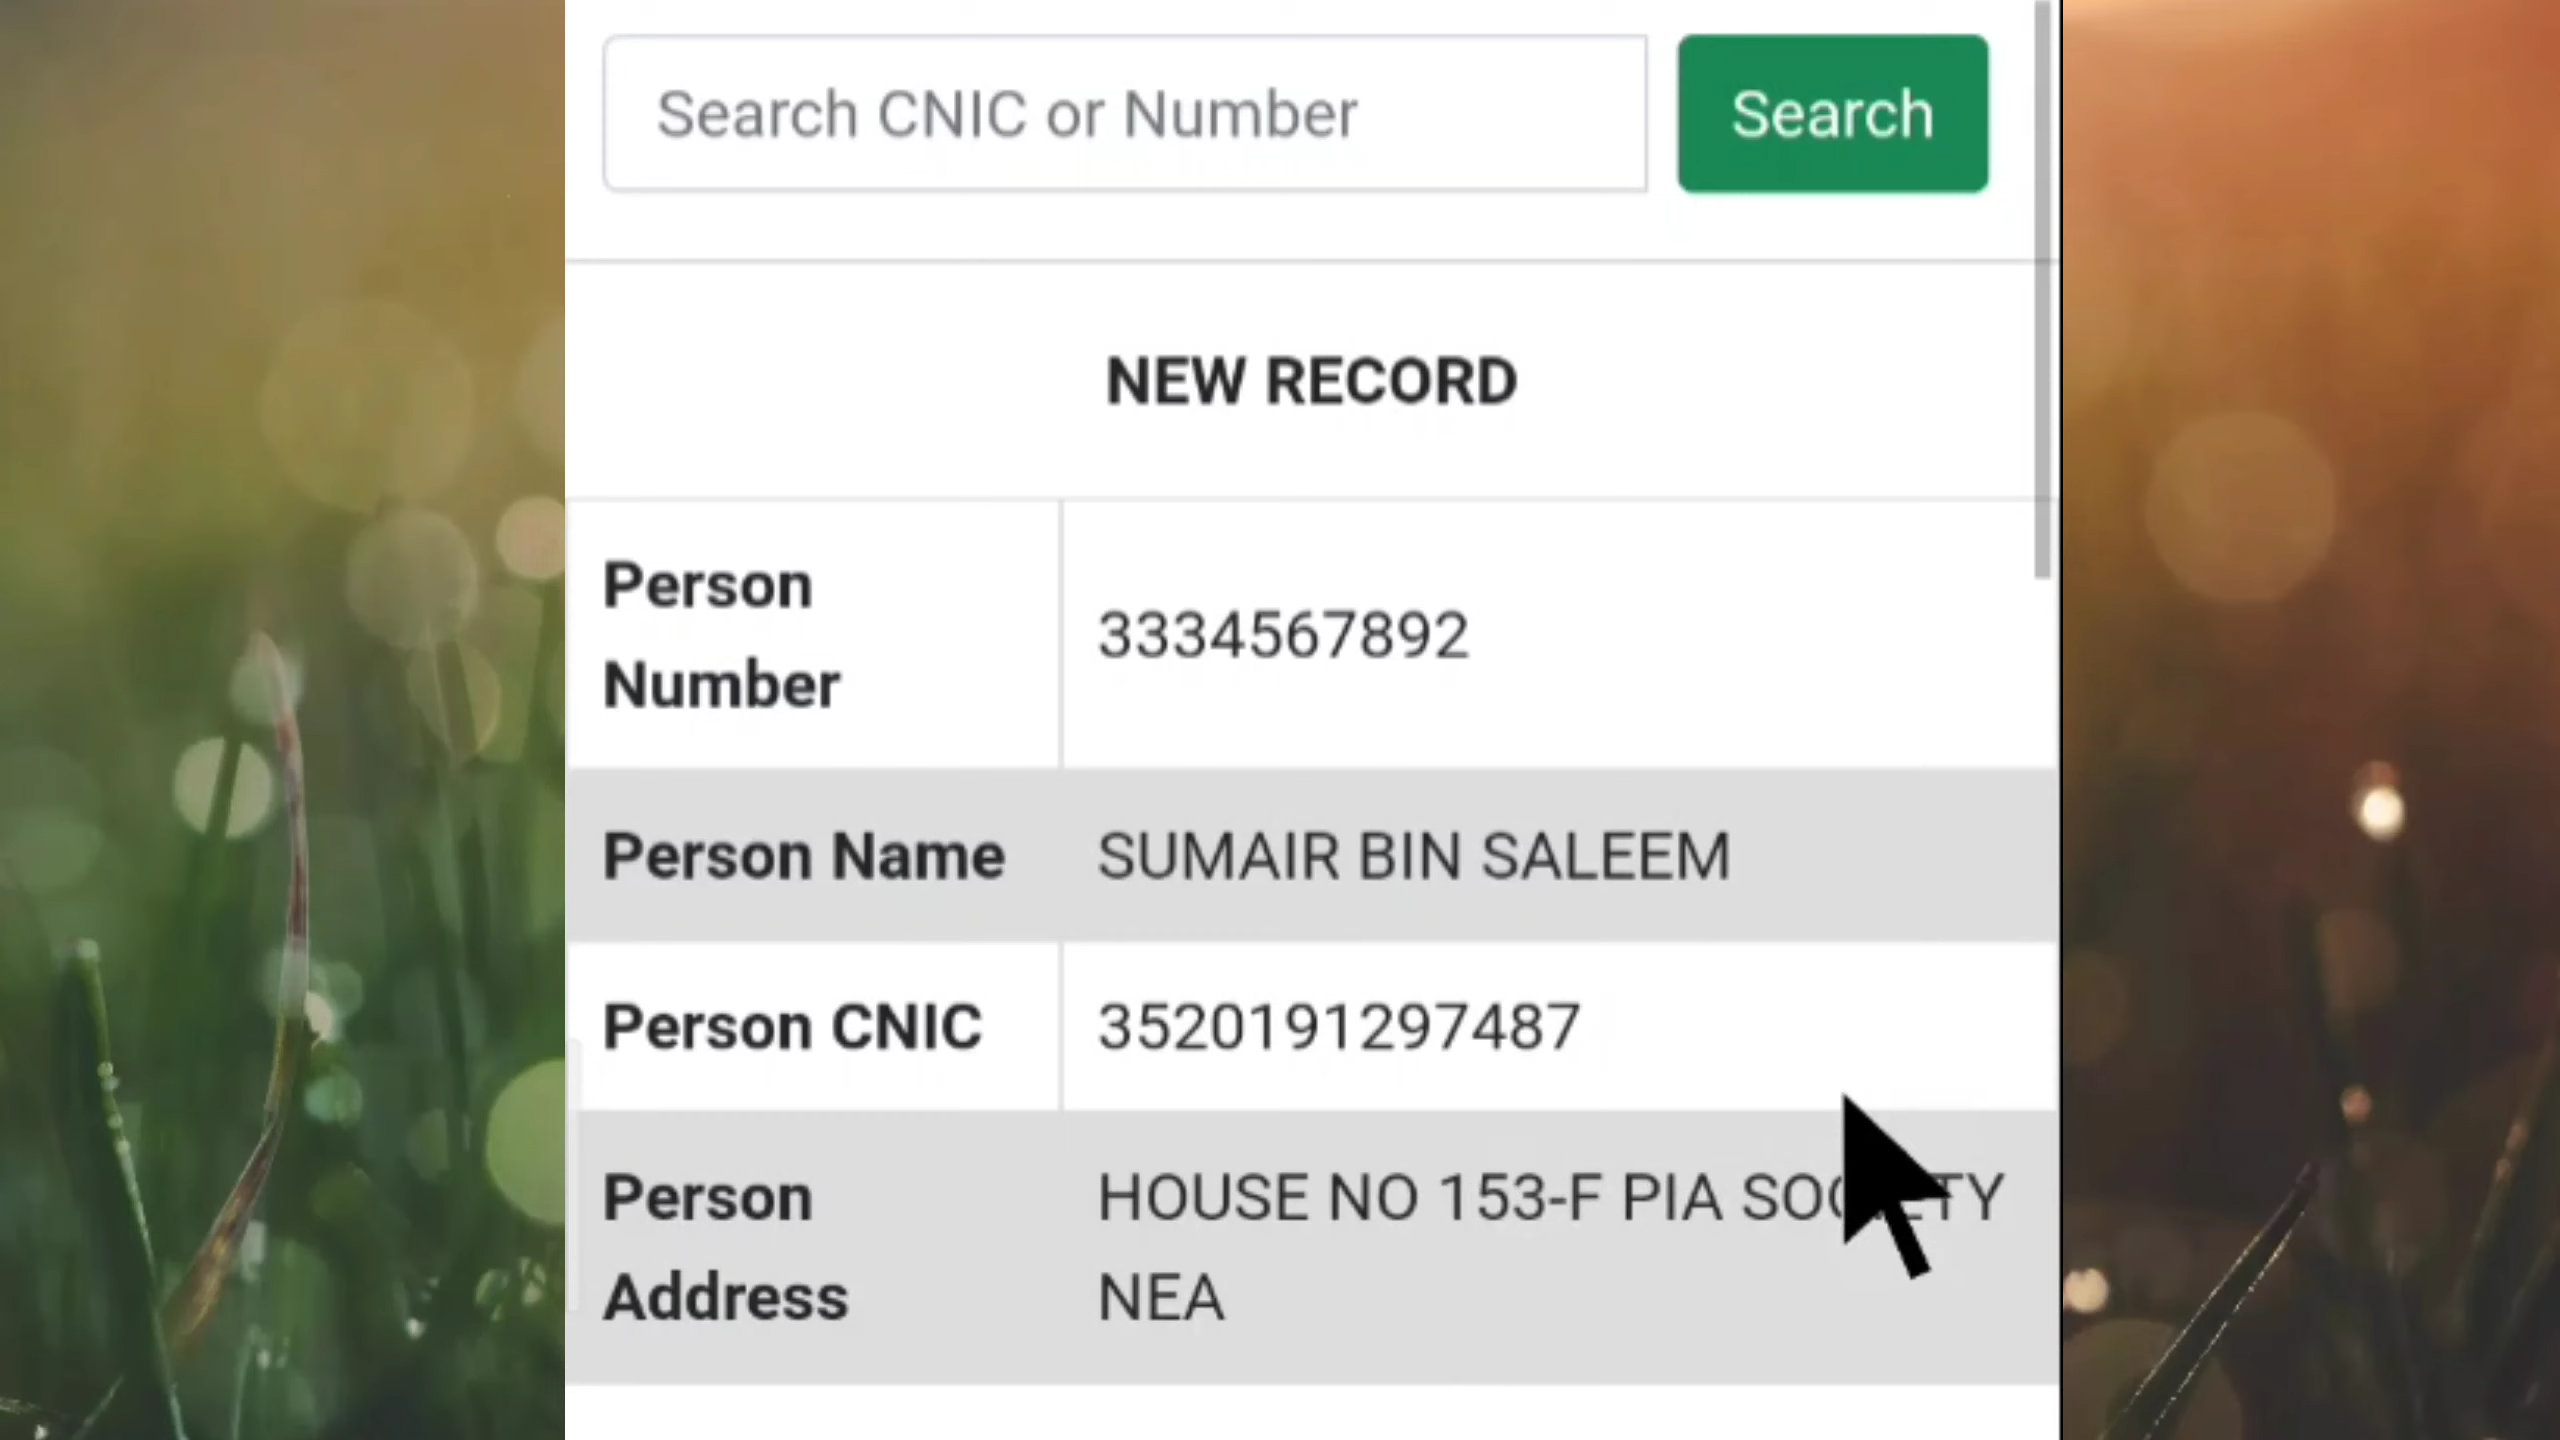 Search CNIC or Number
Search
NEW RECORD
Person Number
3334567892
Person Name
SUMAIR BIN SALEEM
Person CNIC
3520191297487
Person Address
HOUSE NO 153-F PIA SOCIETY
NEA